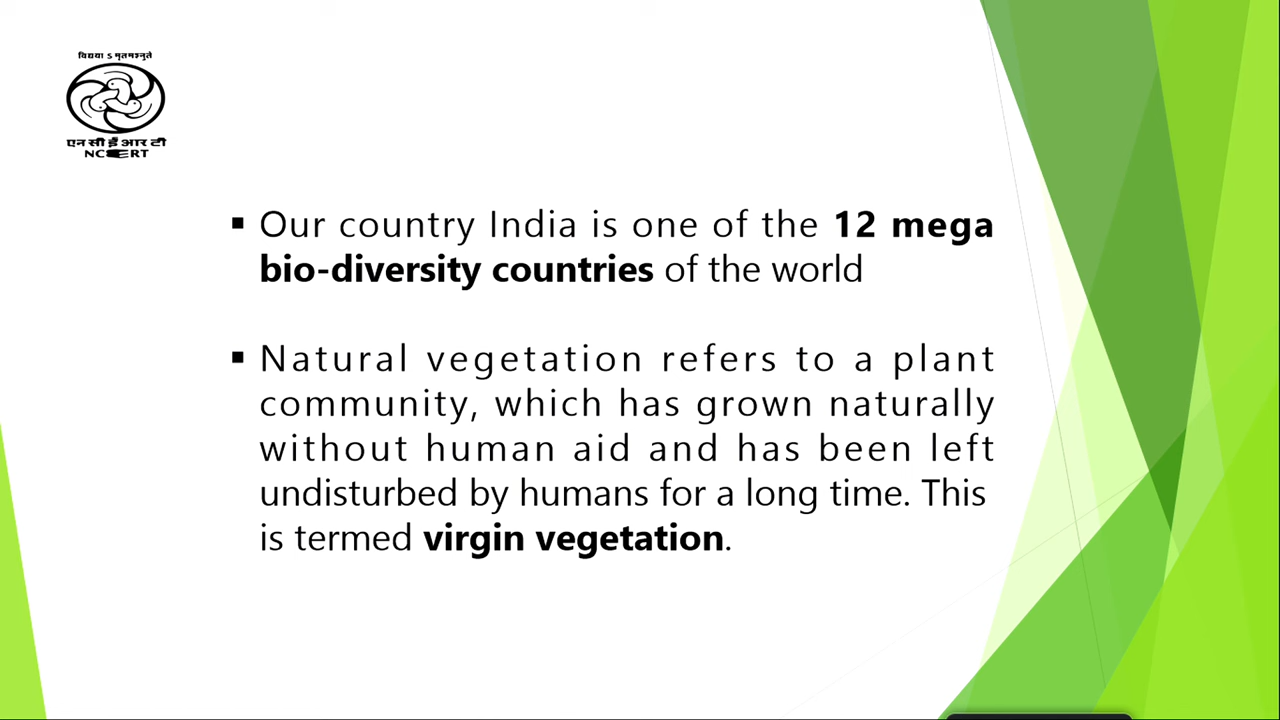 विद्यया ऽ मृतमश्नुते
एन सी ई आर टी
NCERT
▪ Our country India is one of the 12 mega
bio-diversity countries of the world
▪ Natural vegetation refers to a plant
community, which has grown naturally
without human aid and has been left
undisturbed by humans for a long time. This
is termed virgin vegetation.